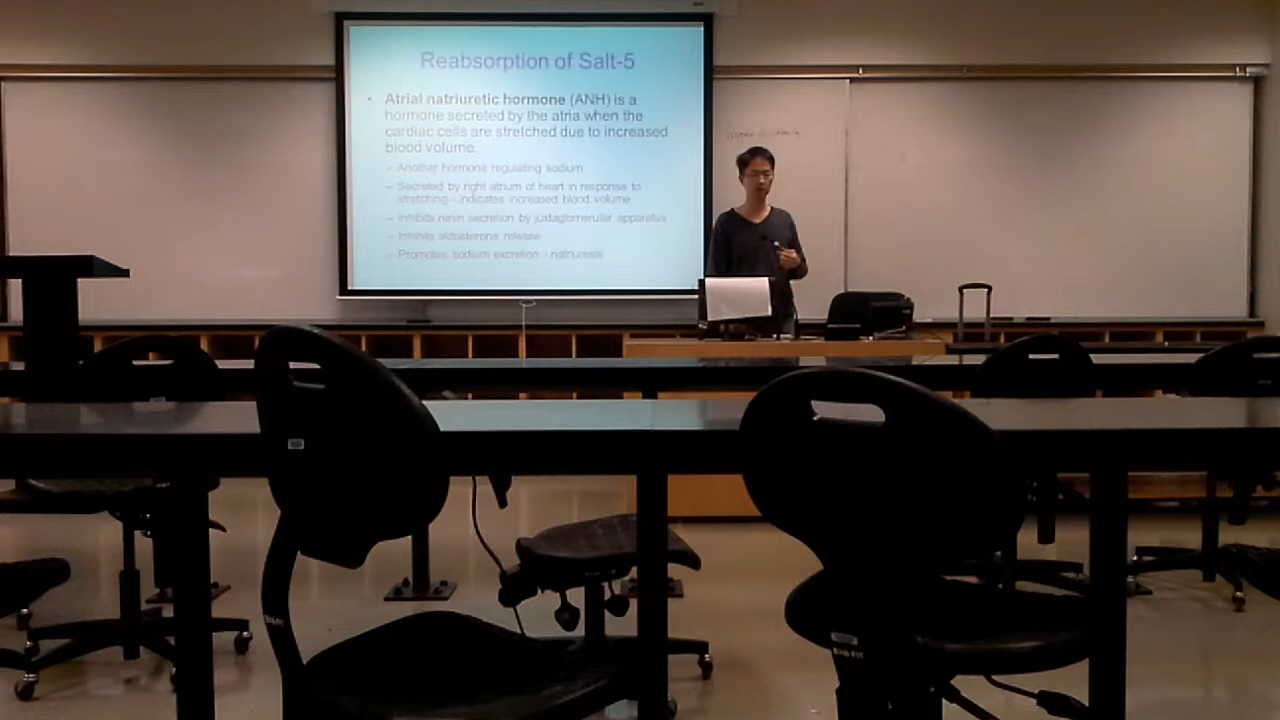 Reabsorption of Salt-5
• Atrial natriuretic hormone (ANH) is a
hormone secreted by the atria when the
cardiac cells are stretched due to increased
blood volume.
– Another hormone regulating sodium
– Secreted by right atrium of heart in response to
stretching - indicates increased blood volume
– Inhibits renin secretion by juxtaglomerular apparatus
– Inhibits aldosterone release
– Promotes sodium excretion - natriuresis